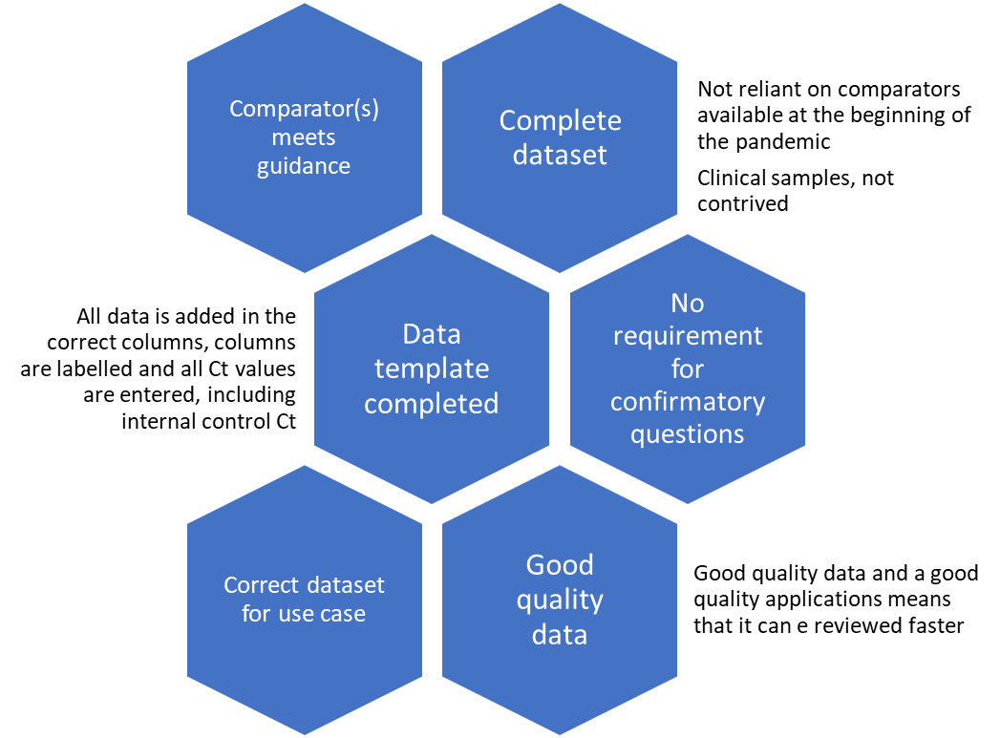 Comparator(s)
meets
guidance
Complete
dataset
Not reliant on comparators
available at the beginning of
the pandemic
Clinical samples, not
contrived
All data is added in the
correct columns, columns
are labelled and all Ct values
are entered, including
internal control Ct
Data
template
completed
No
requirement
for
confirmatory
questions
Correct dataset
for use case
Good
quality
data
Good quality data and a good
quality applications means
that it can e reviewed faster